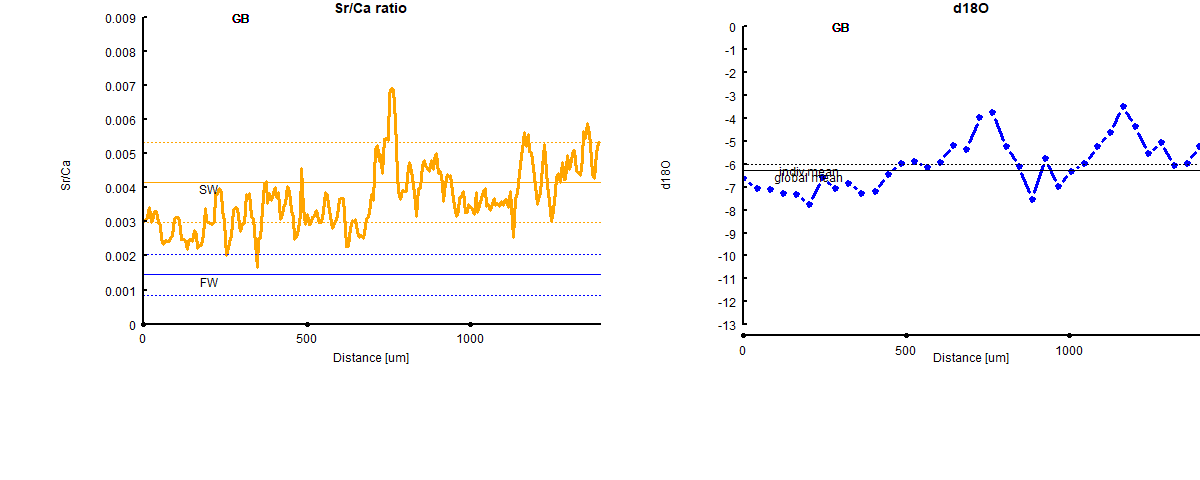 Sr/Ca ratio
GB
0.009
0.008
0.007
0.006
0.005
0.004
0.003
0.002
0.001
0
Sr/Ca
SW
FW
0
500
1000
Distance [um]
d18O
GB
0
-1
-2
-3
-4
-5
-6
-7
-8
-9
-10
-11
-12
-13
d18O
indiv.mean
global mean
0
500
1000
Distance [um]